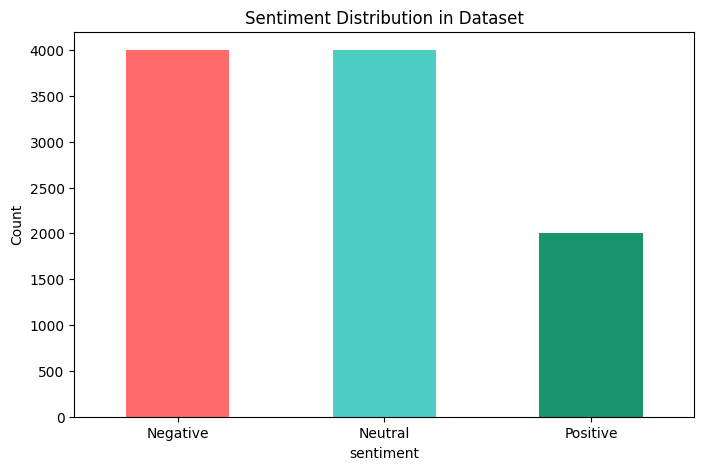 Sentiment Distribution in Dataset
4000
3500
3000
2500
2000
1500
1000
500
0
Count
Negative Neutral Positive
sentiment